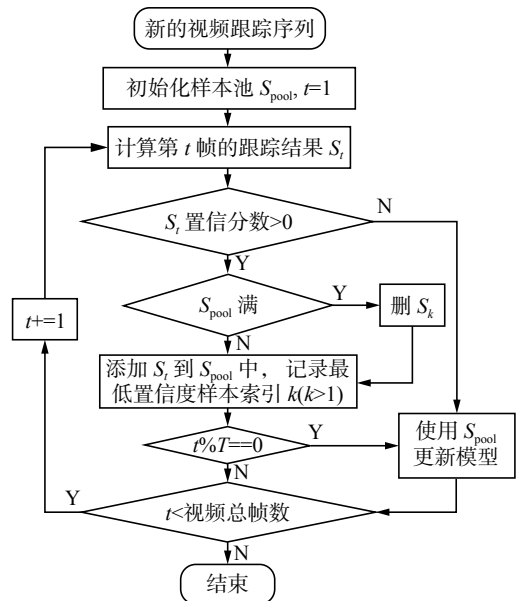 新的视频跟踪序列
初始化样本池 Spool, t=1
计算第 t 帧的跟踪结果 St
St 置信分数>0
N
Y
Spool 满
Y
删 Sk
t+=1
N
添加 St 到 Spool 中， 记录最
低置信度样本索引 k(k>1)
t%T==0
Y
使用 Spool
更新模型
Y
N
t<视频总帧数
N
结束